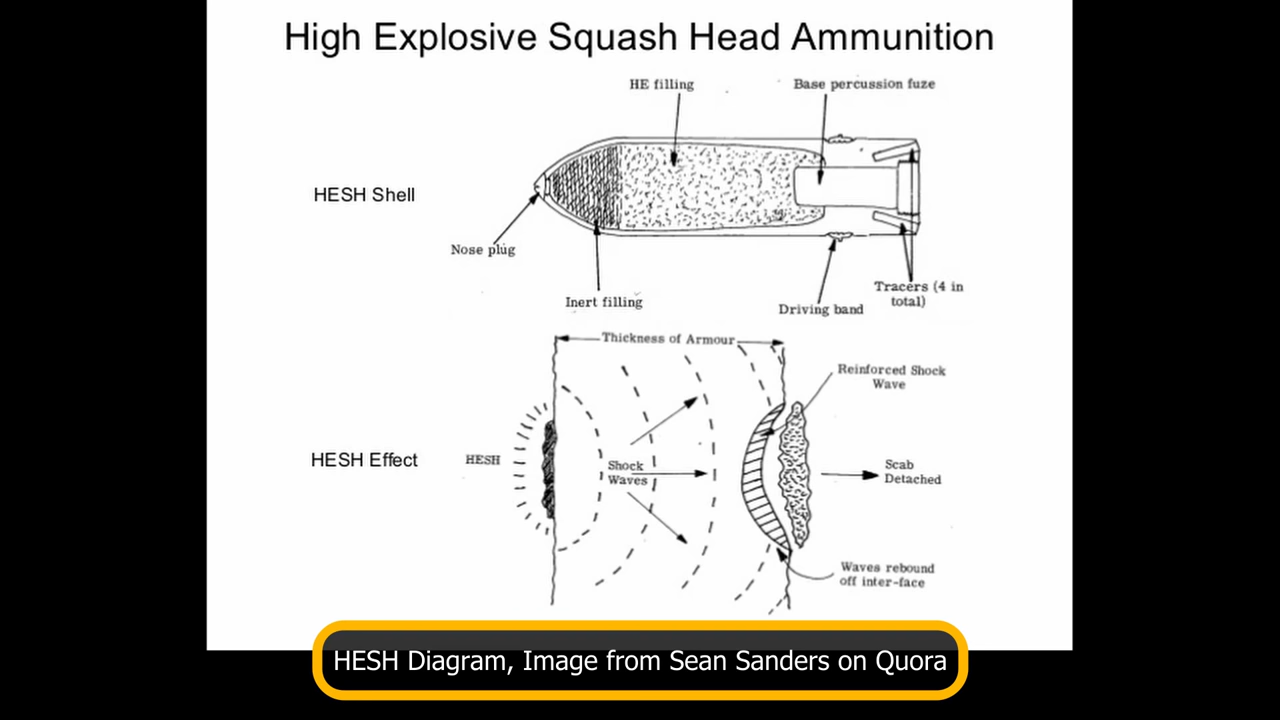 High Explosive Squash Head Ammunition
HE filling
Base percussion fuze
HESH Shell
Nose plug
Inert filling
Driving band
Tracers (4 in
total)
Thickness of Armour
Reinforced Shock
Wave
HESH Effect
HESH
Shock
Waves
Scab
Detached
Waves rebound
off inter-face
HESH Diagram, Image from Sean Sanders on Quora